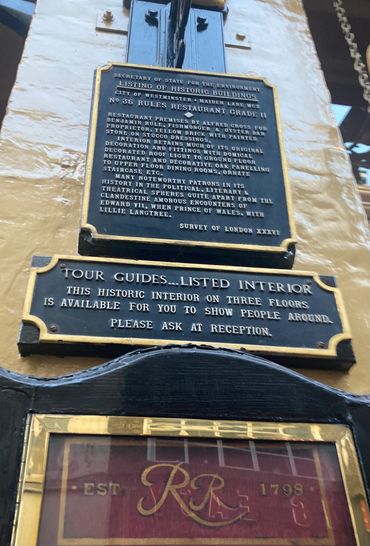 SECRETARY OF STATE FOR THE ENVIRONMENT
LISTING OF HISTORIC BUILDINGS
CITY OF WESTMINSTER • MAIDEN LANE WC2
No 36 RULES RESTAURANT GRADE II
RESTAURANT PREMISES BY ALFRED CROSS, FOR
BENJAMIN RULE, FISHMONGER & OYSTER BAR
PROPRIETOR. YELLOW BRICK WITH PAINTED
STONE OR STUCCO DRESSINGS.
INTERIOR RETAINS MUCH OF ITS ORIGINAL
DECORATION AND FITTINGS WITH DOMICAL
DECORATED ROOF LIGHT TO GROUND FLOOR
RESTAURANT AND DECORATIVE OAK PANELLING
TO UPPER FLOOR DINING ROOMS, ORNATE
STAIRCASE ETC.
MANY NOTEWORTHY PATRONS IN ITS
HISTORY IN THE POLITICAL, LITERARY &
THEATRICAL SPHERES QUITE APART FROM THE
CLANDESTINE AMOROUS ENCOUNTERS OF
EDWARD VII, WHEN PRINCE OF WALES, WITH
LILLIE LANGTREE.
SURVEY OF LONDON XXXVI
TOUR GUIDES...LISTED INTERIOR
THIS HISTORIC INTERIOR ON THREE FLOORS
IS AVAILABLE FOR YOU TO SHOW PEOPLE AROUND.
PLEASE ASK AT RECEPTION.
• EST. RR 1798 •